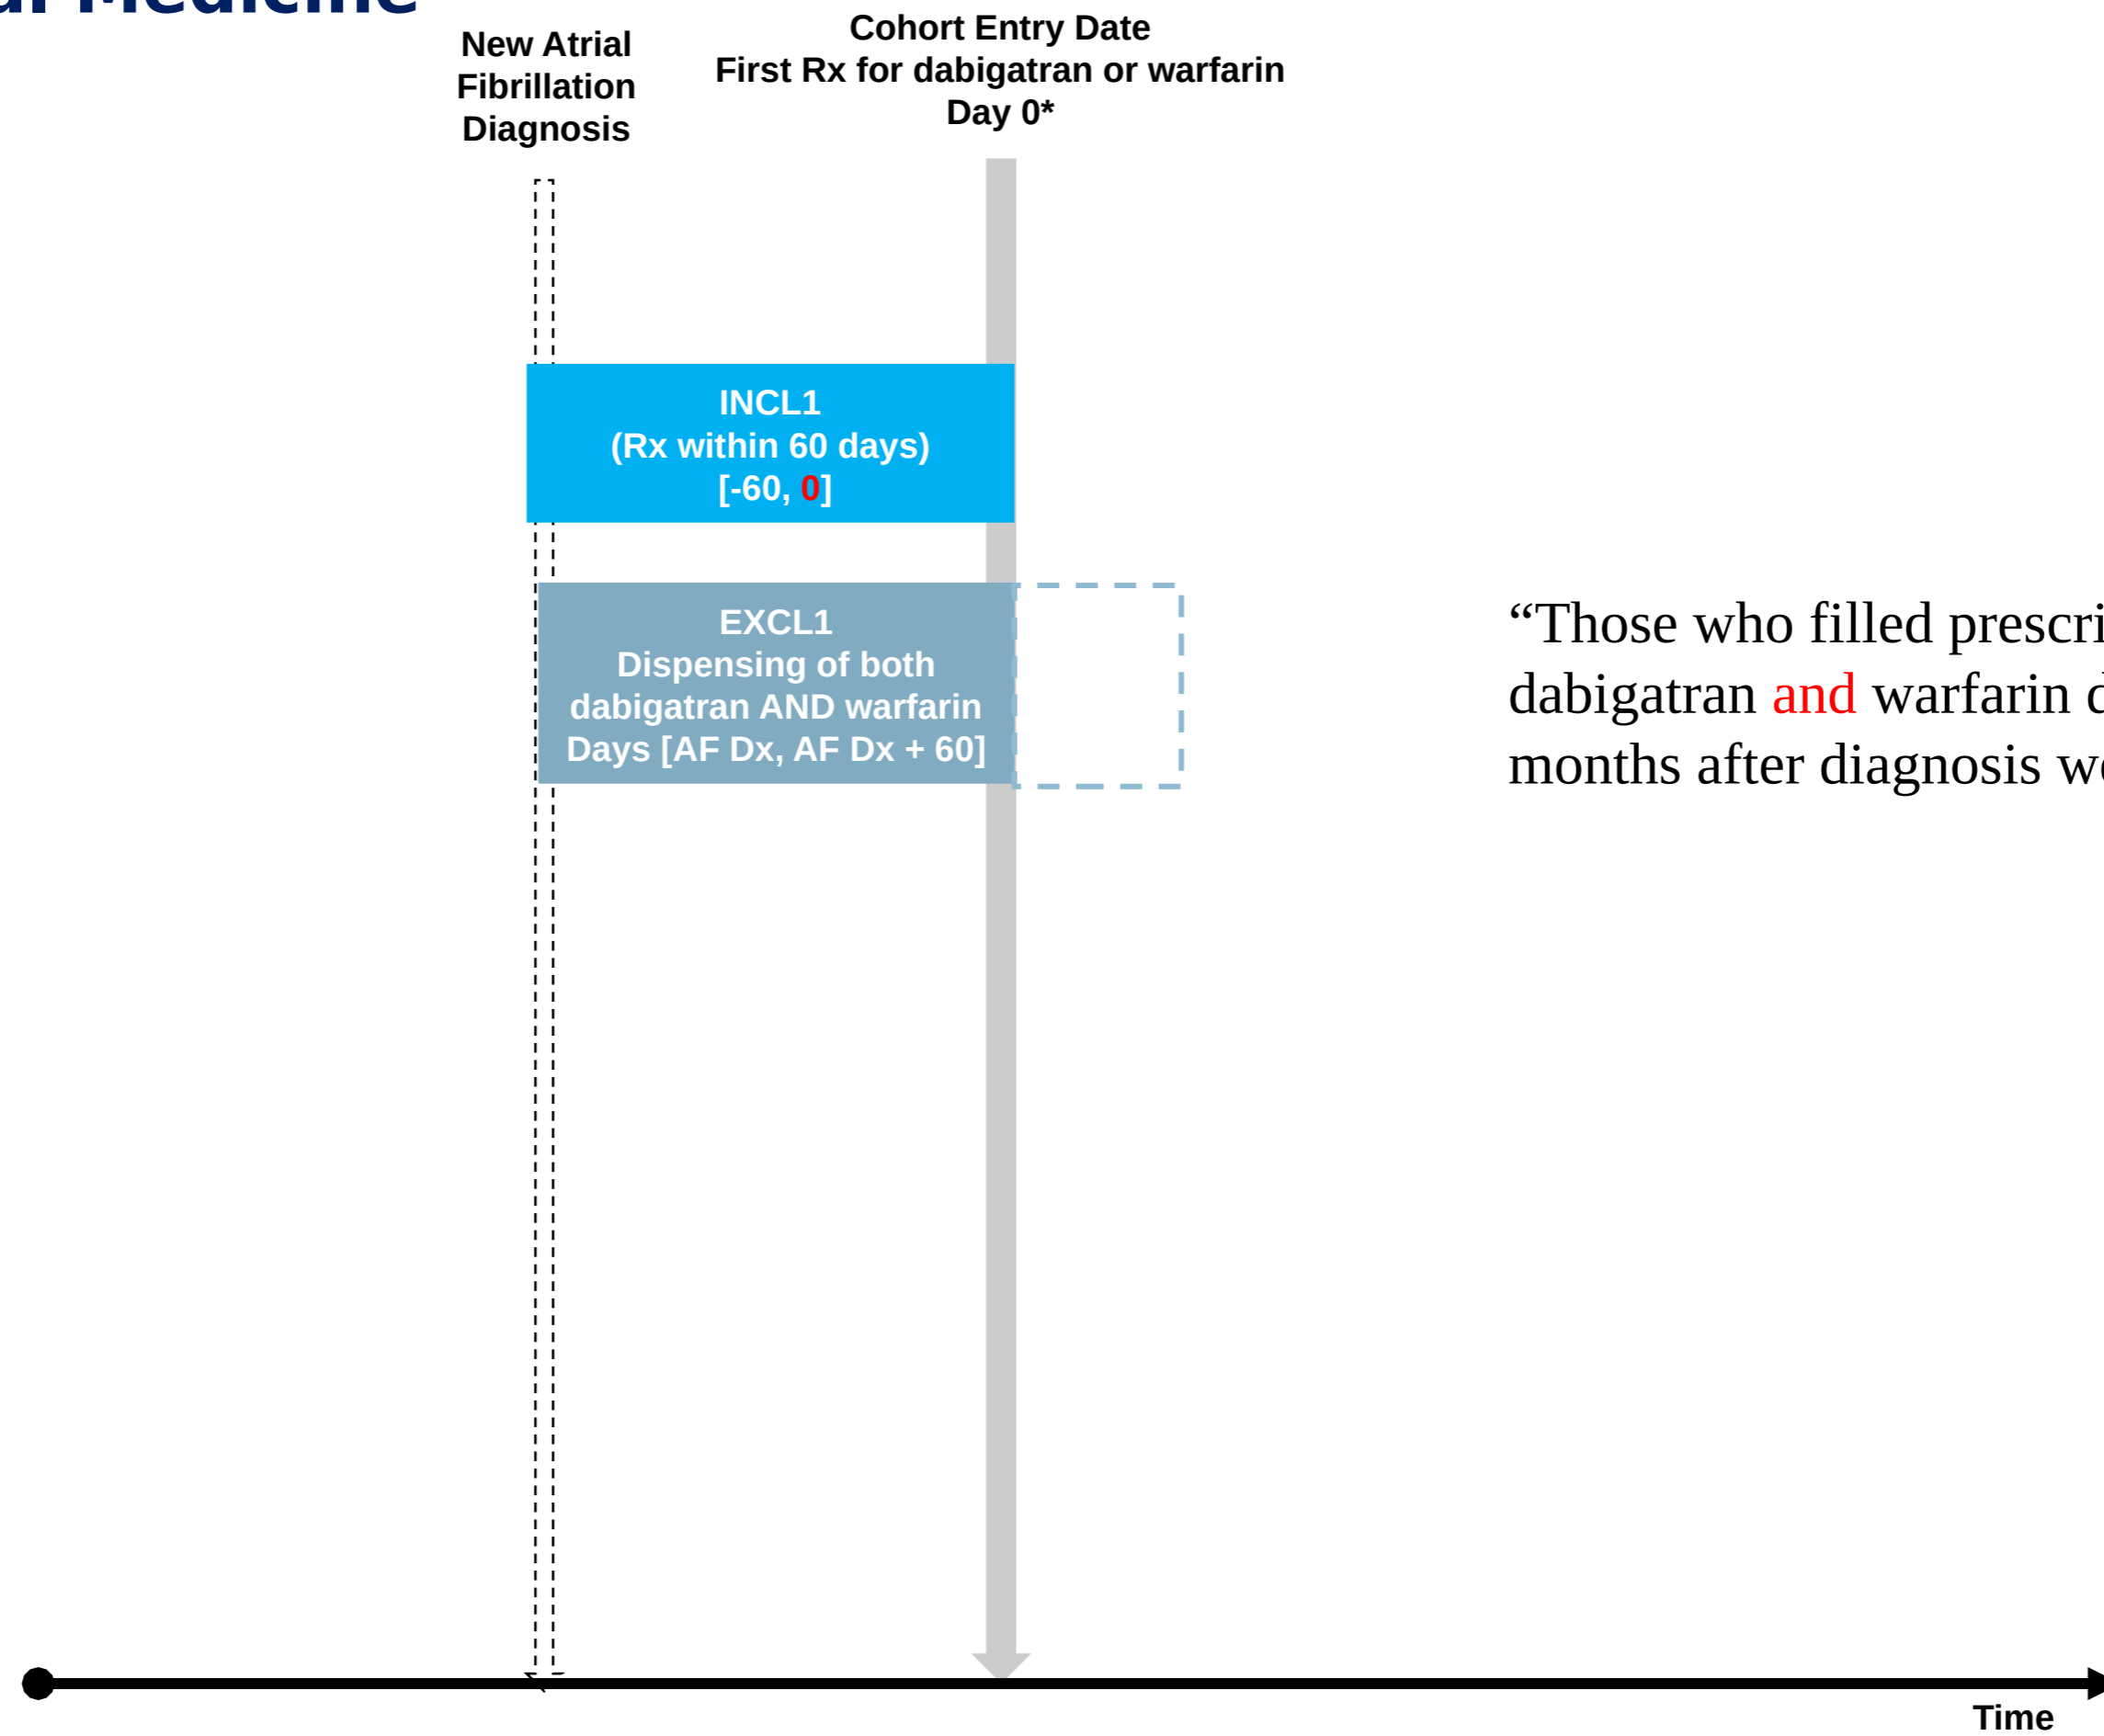 Medicine
New Atrial
Fibrillation
Diagnosis
Cohort Entry Date
First Rx for dabigatran or warfarin
Day 0*
INCL1
(Rx within 60 days)
[-60, 0]
EXCL1
Dispensing of both
dabigatran AND warfarin
Days [AF Dx, AF Dx + 60]
“Those who filled
dabigatran and warfarin
months after diagnosis
Time